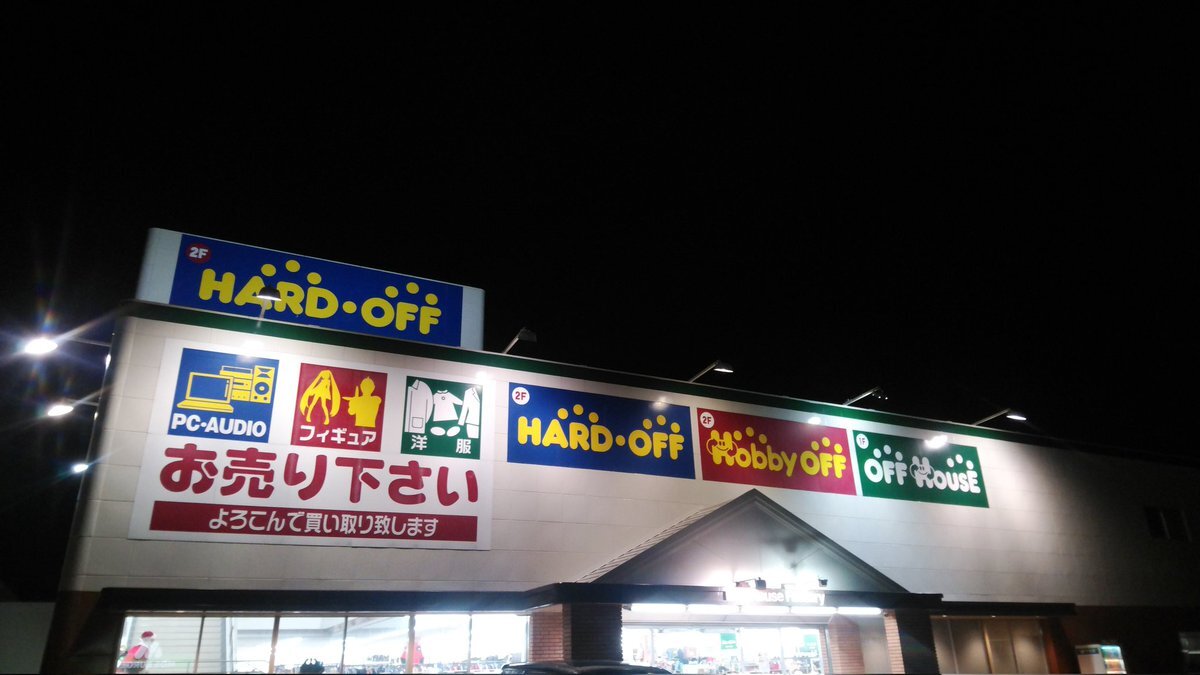 2F
HARD・OFF
PC・AUDIO
フィギュア
洋服
お売り下さい
よろこんで買い取り致します
2F
HARD・OFF
2F
Hobby OFF
1F
OFF HOUSE